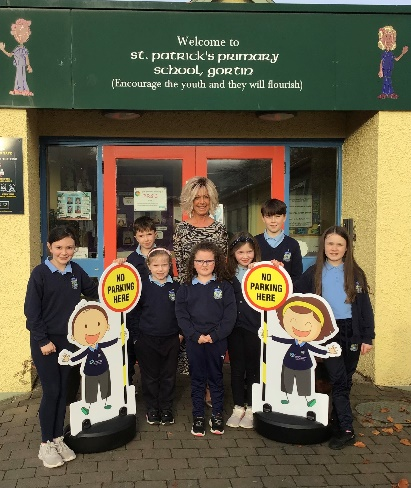 Welcome to
St. Patrick's Primary
School, Gortin
(Encourage the youth and they will flourish)
NO
PARKING
HERE
NO
PARKING
HERE